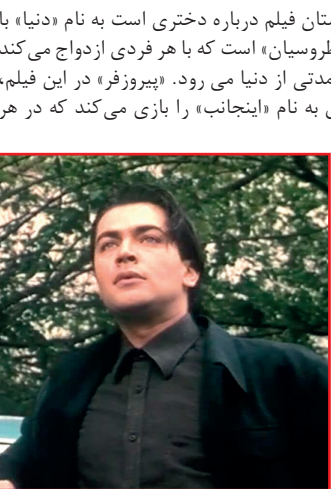 ستان فیلم درباره دختری است به نام «دنیا» با
طروسیان» است که با هر فردی ازدواج می‌کند
مدتی از دنیا می رود. «پیروزفر» در این فیلم،
ی به نام «اینجانب» را بازی می‌کند که در هر